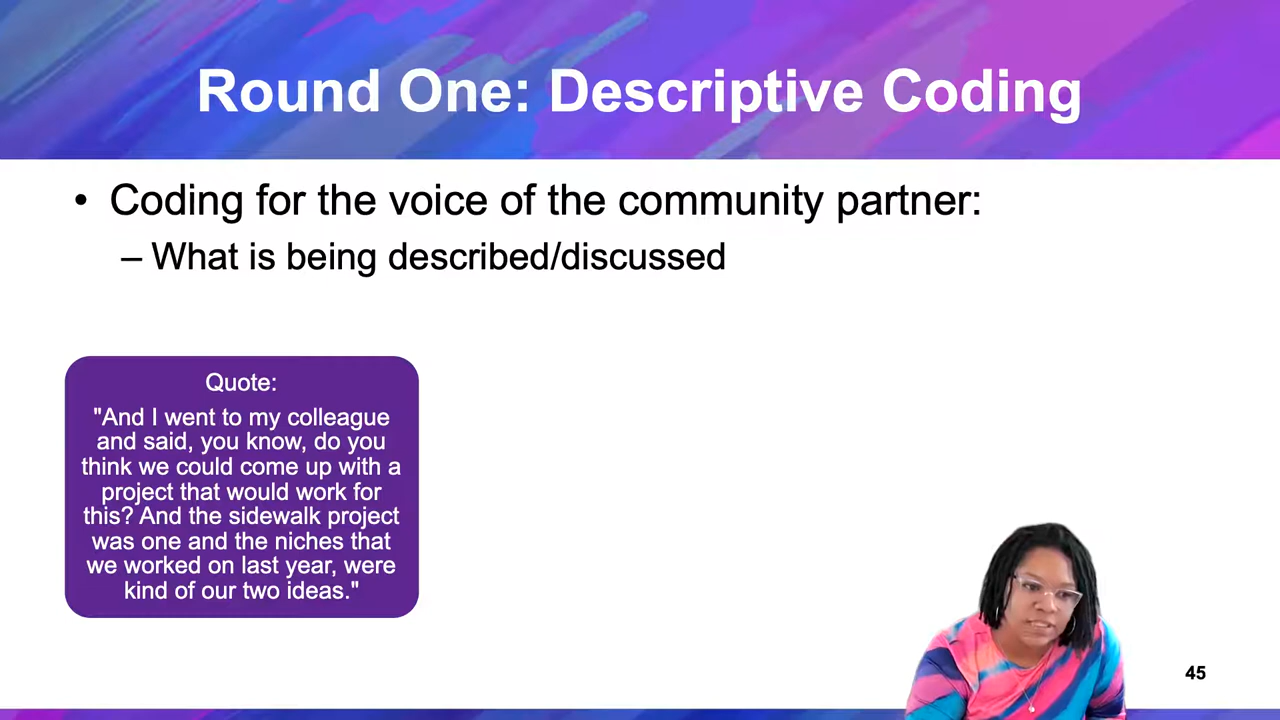 Round One: Descriptive Coding
• Coding for the voice of the community partner:
– What is being described/discussed
Quote:
"And I went to my colleague
and said, you know, do you
think we could come up with a
project that would work for
this? And the sidewalk project
was one and the niches that
we worked on last year, were
kind of our two ideas."
45